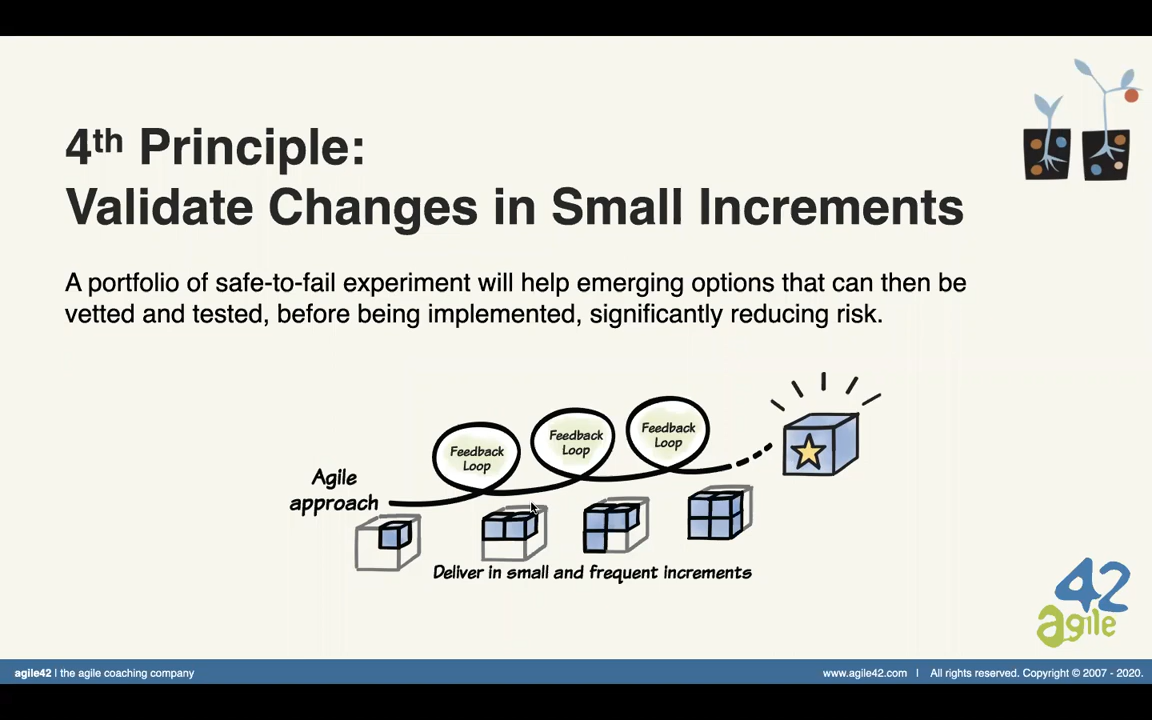 4th Principle:
Validate Changes in Small Increments
A portfolio of safe-to-fail experiment will help emerging options that can then be
vetted and tested, before being implemented, significantly reducing risk.
Feedback
Loop
Feedback
Loop
Feedback
Loop
Agile
approach
Deliver in small and frequent increments
42
agile
agile42 | the agile coaching company
www.agile42.com | All rights reserved. Copyright © 2007 - 2020.